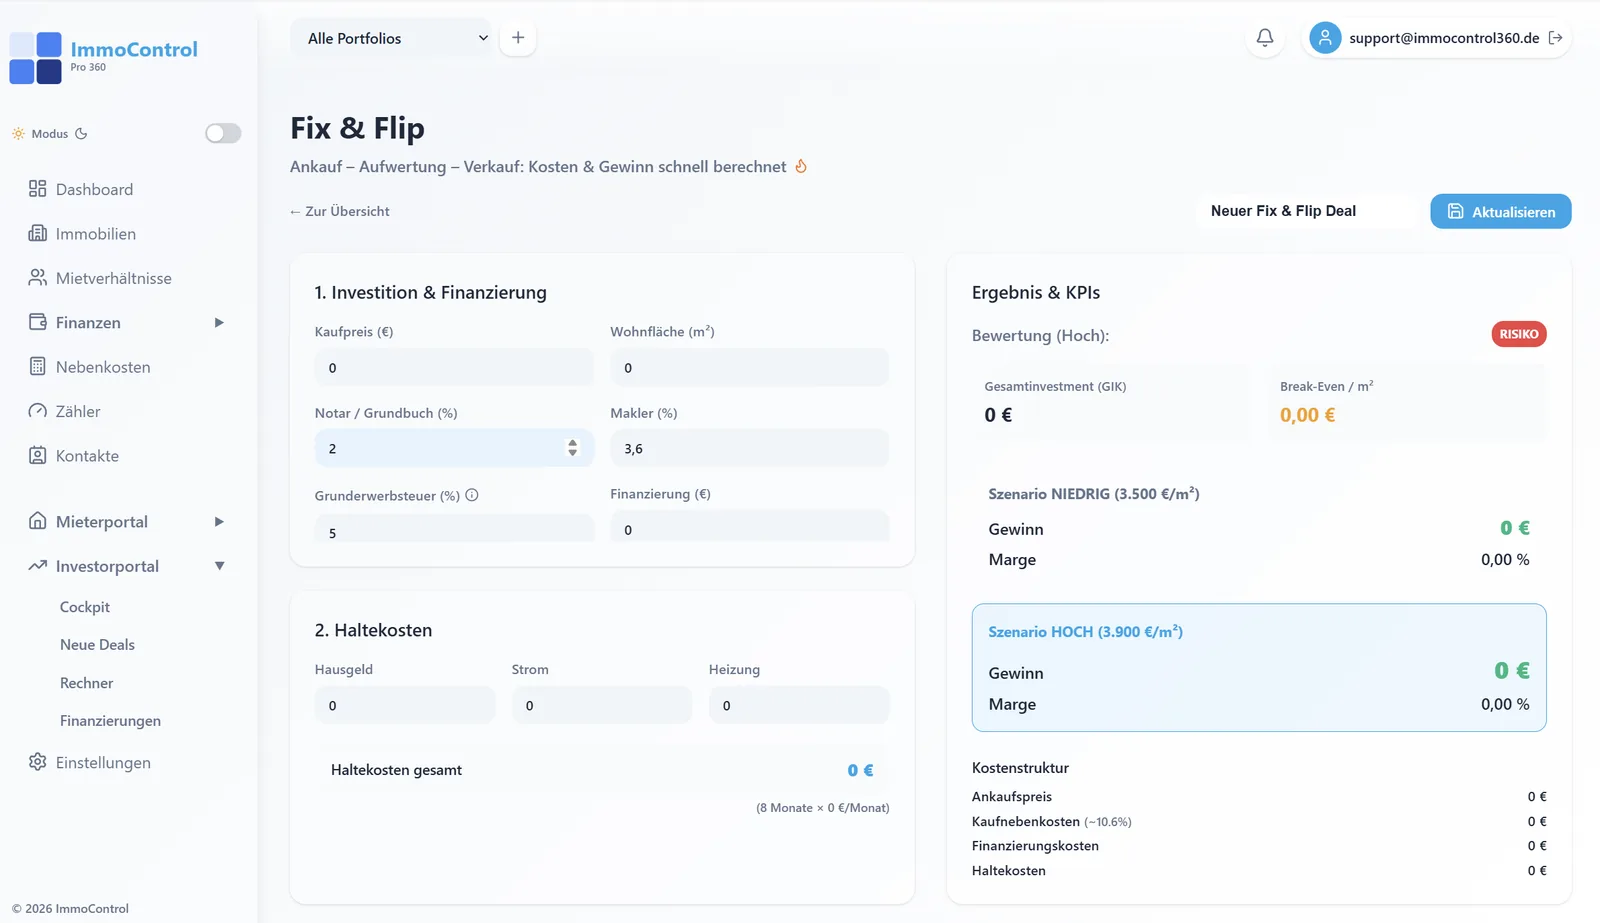 ImmoControl
Pro 360
Modus
Dashboard
Immobilien
Mietverhältnisse
Finanzen
Nebenkosten
Zähler
Kontakte
Mieterportal
Investorportal
Cockpit
Neue Deals
Rechner
Finanzierungen
Einstellungen
© 2026 ImmoControl
Alle Portfolios
support@immocontrol360.de
Fix & Flip
Ankauf – Aufwertung – Verkauf: Kosten & Gewinn schnell berechnet
← Zur Übersicht
Neuer Fix & Flip Deal
Aktualisieren
1. Investition & Finanzierung
Kaufpreis (€)
0
Wohnfläche (m²)
0
Notar / Grundbuch (%)
2
Makler (%)
3,6
Grunderwerbsteuer (%)
5
Finanzierung (€)
0
2. Haltekosten
Hausgeld
0
Strom
0
Heizung
0
Haltekosten gesamt 0 €
(8 Monate × 0 €/Monat)
Ergebnis & KPIs
Bewertung (Hoch): RISIKO
Gesamtinvestment (GIK)
0 €
Break-Even / m²
0,00 €
Szenario NIEDRIG (3.500 €/m²)
Gewinn 0 €
Marge 0,00 %
Szenario HOCH (3.900 €/m²)
Gewinn 0 €
Marge 0,00 %
Kostenstruktur
Ankaufspreis 0 €
Kaufnebenkosten (~10.6%) 0 €
Finanzierungskosten 0 €
Haltekosten 0 €